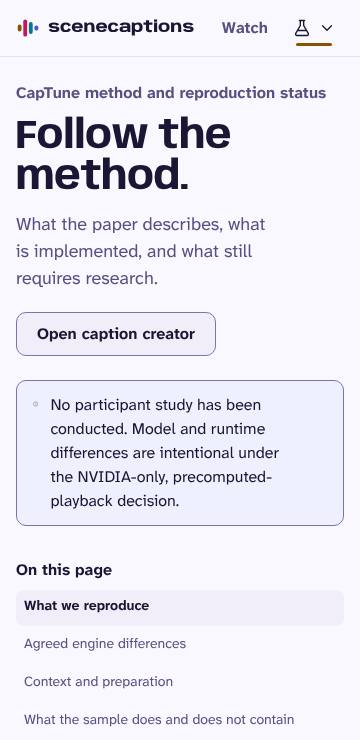 scenecaptions
Watch
CapTune method and reproduction status
Follow the
method.
What the paper describes, what
is implemented, and what still
requires research.
Open caption creator
No participant study has been
conducted. Model and runtime
differences are intentional under
the NVIDIA-only, precomputed-
playback decision.
On this page
What we reproduce
Agreed engine differences
Context and preparation
What the sample does and does not contain